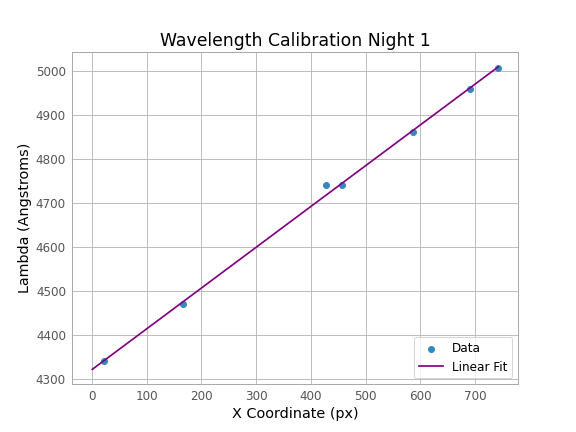 Wavelength Calibration Night 1
5000
4900
4800
4700
4600
4500
4400
4300
Lambda (Angstroms)
Data
Linear Fit
0 100 200 300 400 500 600 700
X Coordinate (px)